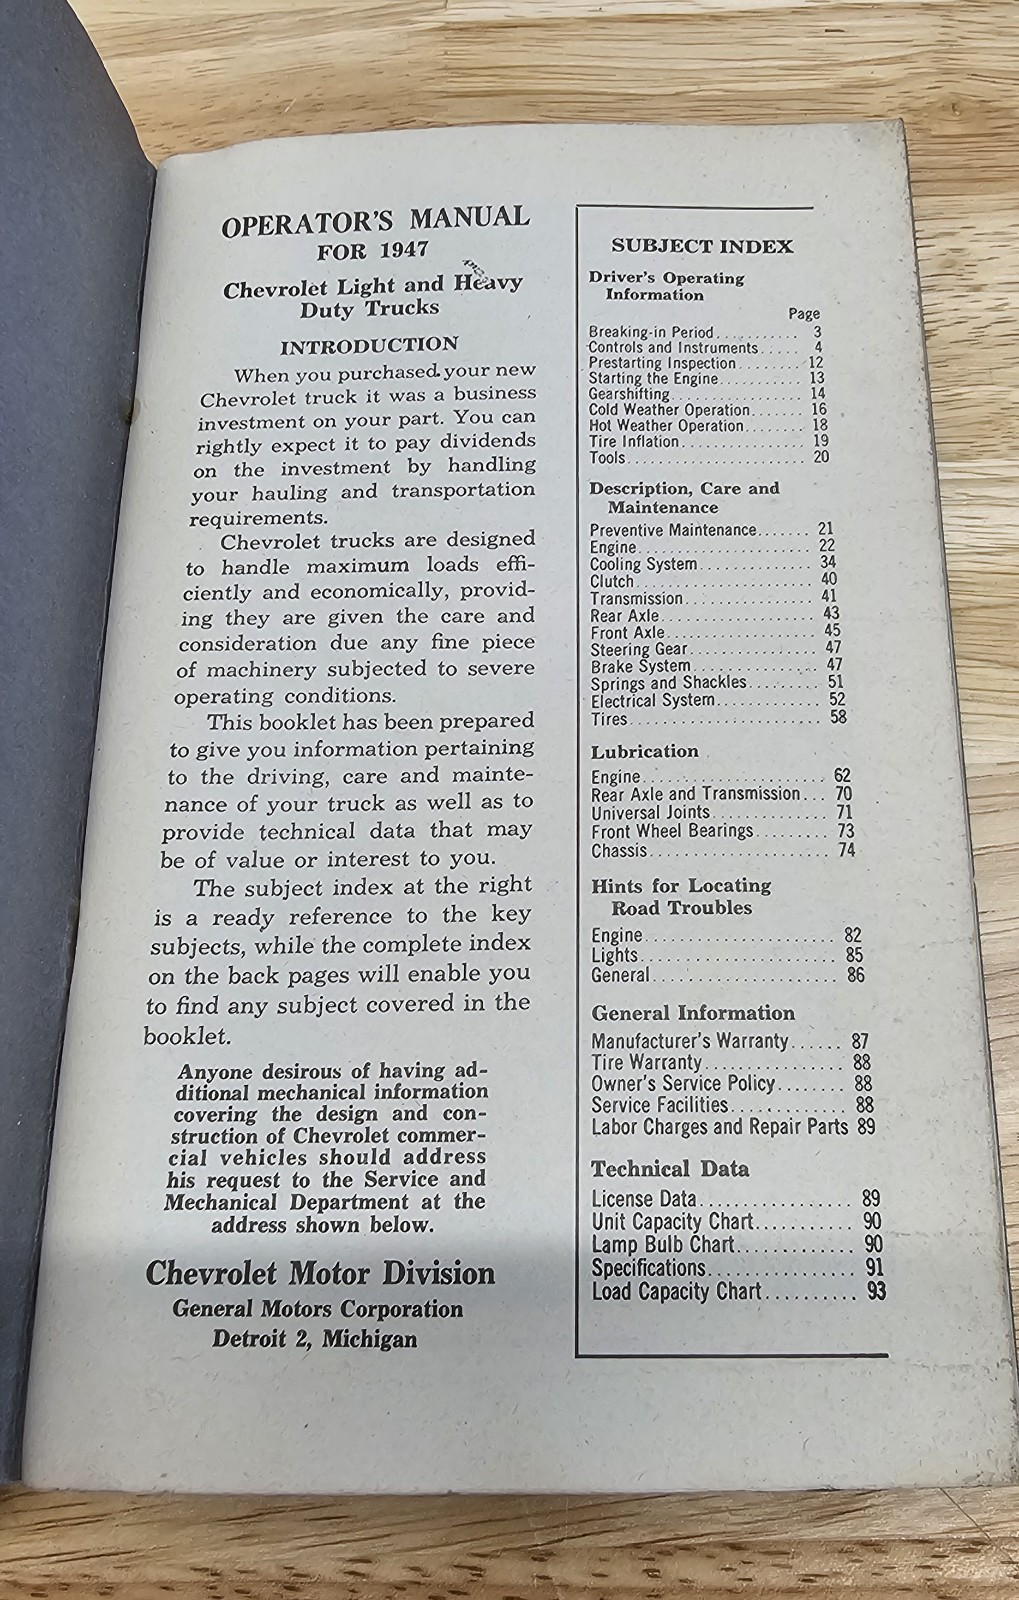 OPERATOR'S MANUAL
FOR 1947
Chevrolet Light and Heavy
Duty Trucks
INTRODUCTION
When you purchased your new
Chevrolet truck it was a business
investment on your part. You can
rightly expect it to pay dividends
on the investment by handling
your hauling and transportation
requirements.
Chevrolet trucks are designed
to handle maximum loads effi-
ciently and economically, provid-
ing they are given the care and
consideration due any fine piece
of machinery subjected to severe
operating conditions.
This booklet has been prepared
to give you information pertaining
to the driving, care and mainte-
nance of your truck as well as to
provide technical data that may
be of value or interest to you.
The subject index at the right
is a ready reference to the key
subjects, while the complete index
on the back pages will enable you
to find any subject covered in the
booklet.
Anyone desirous of having ad-
ditional mechanical information
covering the design and con-
struction of Chevrolet commer-
cial vehicles should address
his request to the Service and
Mechanical Department at the
address shown below.
Chevrolet Motor Division
General Motors Corporation
Detroit 2, Michigan
SUBJECT INDEX
Driver's Operating
Information
Page
Breaking-in Period.......... 3
Controls and Instruments..... 4
Prestarting Inspection........ 12
Starting the Engine........... 13
Gearshifting................. 14
Cold Weather Operation....... 16
Hot Weather Operation........ 18
Tire Inflation................ 19
Tools....................... 20
Description, Care and
Maintenance
Preventive Maintenance....... 21
Engine...................... 22
Cooling System.............. 34
Clutch...................... 40
Transmission................ 41
Rear Axle.................... 43
Front Axle................... 45
Steering Gear................ 47
Brake System................ 47
Springs and Shackles......... 51
Electrical System............. 52
Tires........................ 58
Lubrication
Engine....................... 62
Rear Axle and Transmission... 70
Universal Joints.............. 71
Front Wheel Bearings......... 73
Chassis...................... 74
Hints for Locating
Road Troubles
Engine....................... 82
Lights........................ 85
General...................... 86
General Information
Manufacturer's Warranty...... 87
Tire Warranty................ 88
Owner's Service Policy........ 88
Service Facilities............. 88
Labor Charges and Repair Parts 89
Technical Data
License Data................. 89
Unit Capacity Chart........... 90
Lamp Bulb Chart............. 90
Specifications................ 91
Load Capacity Chart.......... 93